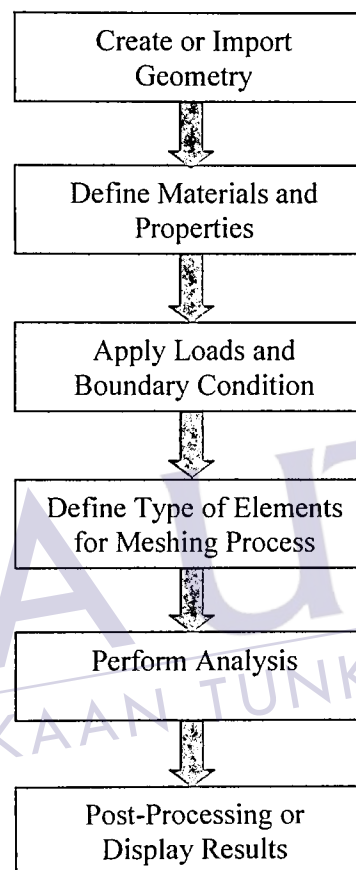 Create or Import
Geometry
Define Materials and
Properties
Apply Loads and
Boundary Condition
Define Type of Elements
for Meshing Process
Perform Analysis
Post-Processing or
Display Results